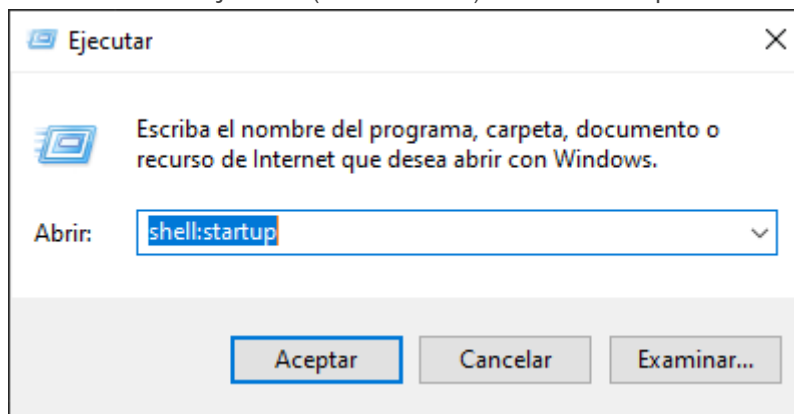 Ejecutar
Escriba el nombre del programa, carpeta, documento o
recurso de Internet que desea abrir con Windows.
Abrir:
shell:startup
Aceptar
Cancelar
Examinar...